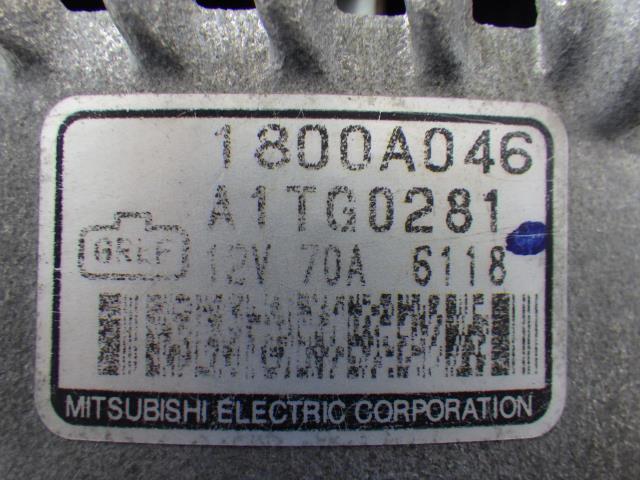 1800A046
A1TG0281
GRLF 12V 70A 6118
MITSUBISHI ELECTRIC CORPORATION